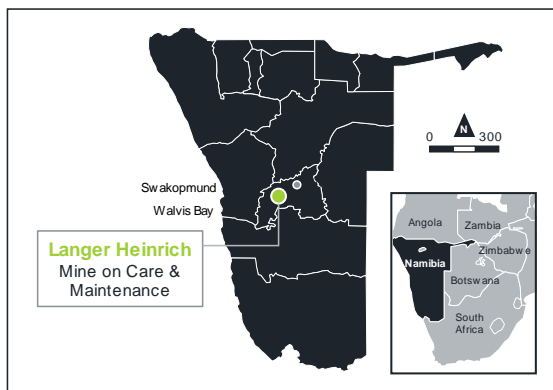 N
0 300
Swakopmund
Walvis Bay
Langer Heinrich
Mine on Care &
Maintenance
Angola
Zambia
Zimbabwe
Namibia
Botswana
South
Africa